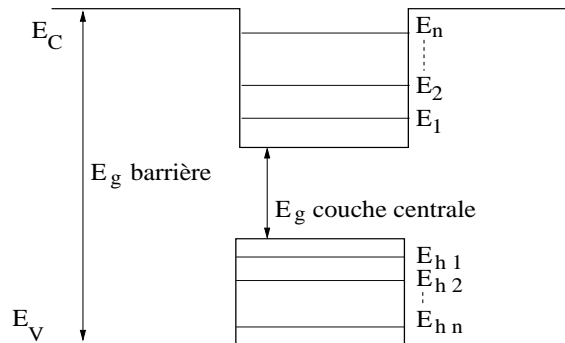 E_C
E_n
E_2
E_1
E_g barrière
E_g couche centrale
E_h 1
E_h 2
E_h n
E_V